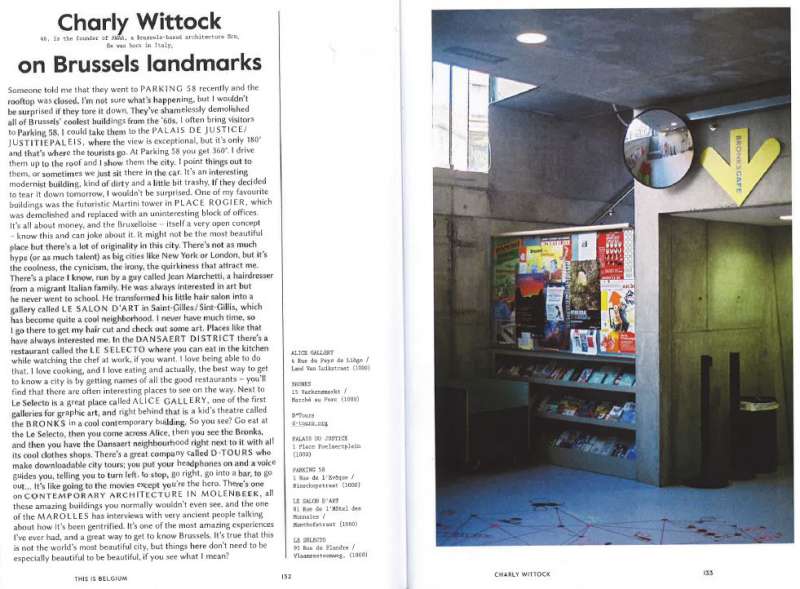 Charly Wittock
46, is the founder of AWAA, a Brussels-based architecture firm,
He was born in Italy,
on Brussels landmarks
Someone told me that they went to PARKING 58 recently and the
rooftop was closed. I'm not sure what's happening, but I wouldn't
be surprised if they tore it down. They've shamelessly demolished
all of Brussels' coolest buildings from the '60s. I often bring visitors
to Parking 58. I could take them to the PALAIS DE JUSTICE/
JUSTITIEPALEIS, where the view is exceptional, but it's only 180°
and that's where the tourists go. At Parking 58 you get 360°. I drive
them up to the roof and I show them the city. I point things out to
them, or sometimes we just sit there in the car. It's an interesting
modernist building, kind of dirty and a little bit trashy. If they decided
to tear it down tomorrow, I wouldn't be surprised. One of my favourite
buildings was the futuristic Martini tower in PLACE ROGIER, which
was demolished and replaced with an uninteresting block of offices.
It's all about money, and the Bruxelloise – itself a very open concept
– know this and can joke about it. It might not be the most beautiful
place but there's a lot of originality in this city. There's not as much
hype (or as much talent) as big cities like New York or London, but it's
the coolness, the cynicism, the irony, the quirkiness that attract me.
There's a place I know, run by a guy called Jean Marchetti, a hairdresser
from a migrant Italian family. He was always interested in art but
he never went to school. He transformed his little hair salon into a
gallery called LE SALON D'ART in Saint-Gilles/Sint-Gillis, which
has become quite a cool neighborhood. I never have much time, so
I go there to get my hair cut and check out some art. Places like that
have always interested me. In the DANSAERT DISTRICT there's a
restaurant called the LE SELECTO where you can eat in the kitchen
while watching the chef at work, if you want. I love being able to do
that. I love cooking, and I love eating and actually, the best way to get
to know a city is by getting names of all the good restaurants – you'll
find that there are often interesting places to see on the way. Next to
Le Selecto is a great place called ALICE GALLERY, one of the first
galleries for graphic art, and right behind that is a kid's theatre called
the BRONKS in a cool contemporary building. So you see? Go eat at
the Le Selecto, then you come across Alice, then you see the Bronks,
and then you have the Dansaert neighbourhood right next to it with all
its cool clothes shops. There's a great company called D-TOURS who
make downloadable city tours; you put your headphones on and a voice
guides you, telling you to turn left, to stop, go right, go into a bar, to go
out... It's like going to the movies except you're the hero. There's one
on CONTEMPORARY ARCHITECTURE IN MOLENBEEK, all
these amazing buildings you normally wouldn't even see, and the one
of the MAROLLES has interviews with very ancient people talking
about how it's been gentrified. It's one of the most amazing experiences
I've ever had, and a great way to get to know Brussels. It's true that this
is not the world's most beautiful city, but things here don't need to be
especially beautiful to be beautiful, if you see what I mean?
ALICE GALLERY
4 Rue du Pays de Liège /
Land Van Luikstraat (1000)
BRONKS
15 Varkensmarkt /
Marché au Porc (1000)
D-Tours
d-tours.org
PALAIS DU JUSTICE
1 Place Poelaertplein
(1000)
PARKING 58
1 Rue de l'Evêque /
Bisschopstraat (1000)
LE SALON D'ART
81 Rue de l'Hôtel des
Monnaies /
Munthofstraat (1060)
LE SELECTO
95 Rue de Flandre /
Vlaamsesteenweg, (1000)
THIS IS BELGIUM
132
BRONKSCAFE
CHARLY WITTOCK
133